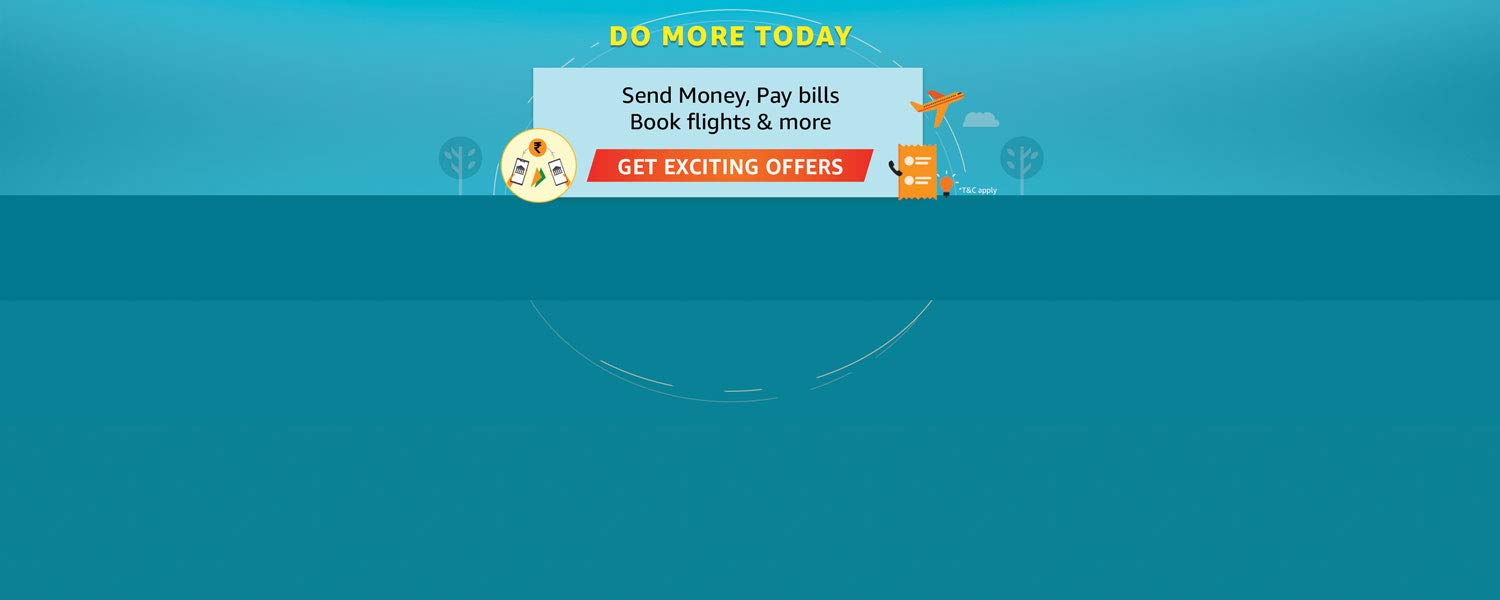 DO MORE TODAY
Send Money, Pay bills
Book flights & more
₹
GET EXCITING OFFERS
*T&C apply